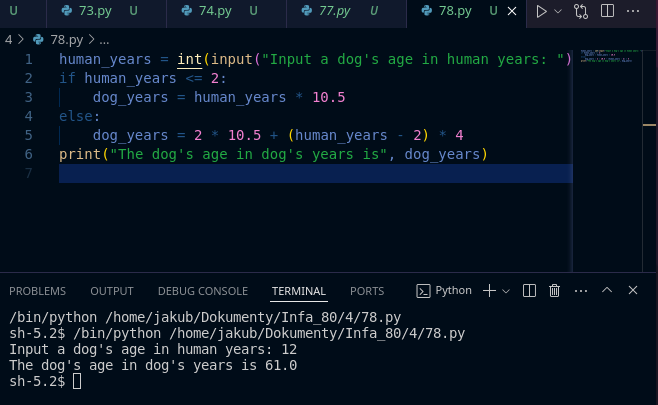 U 73.py U 74.py U 77.py U 78.py U
4 > 78.py > ...
1 human_years = int(input("Input a dog's age in human years: ")
2 if human_years <= 2:
3 dog_years = human_years * 10.5
4 else:
5 dog_years = 2 * 10.5 + (human_years - 2) * 4
6 print("The dog's age in dog's years is", dog_years)
7
PROBLEMS OUTPUT DEBUG CONSOLE TERMINAL PORTS Python
/bin/python /home/jakub/Dokumenty/Infa_80/4/78.py
sh-5.2$ /bin/python /home/jakub/Dokumenty/Infa_80/4/78.py
Input a dog's age in human years: 12
The dog's age in dog's years is 61.0
sh-5.2$